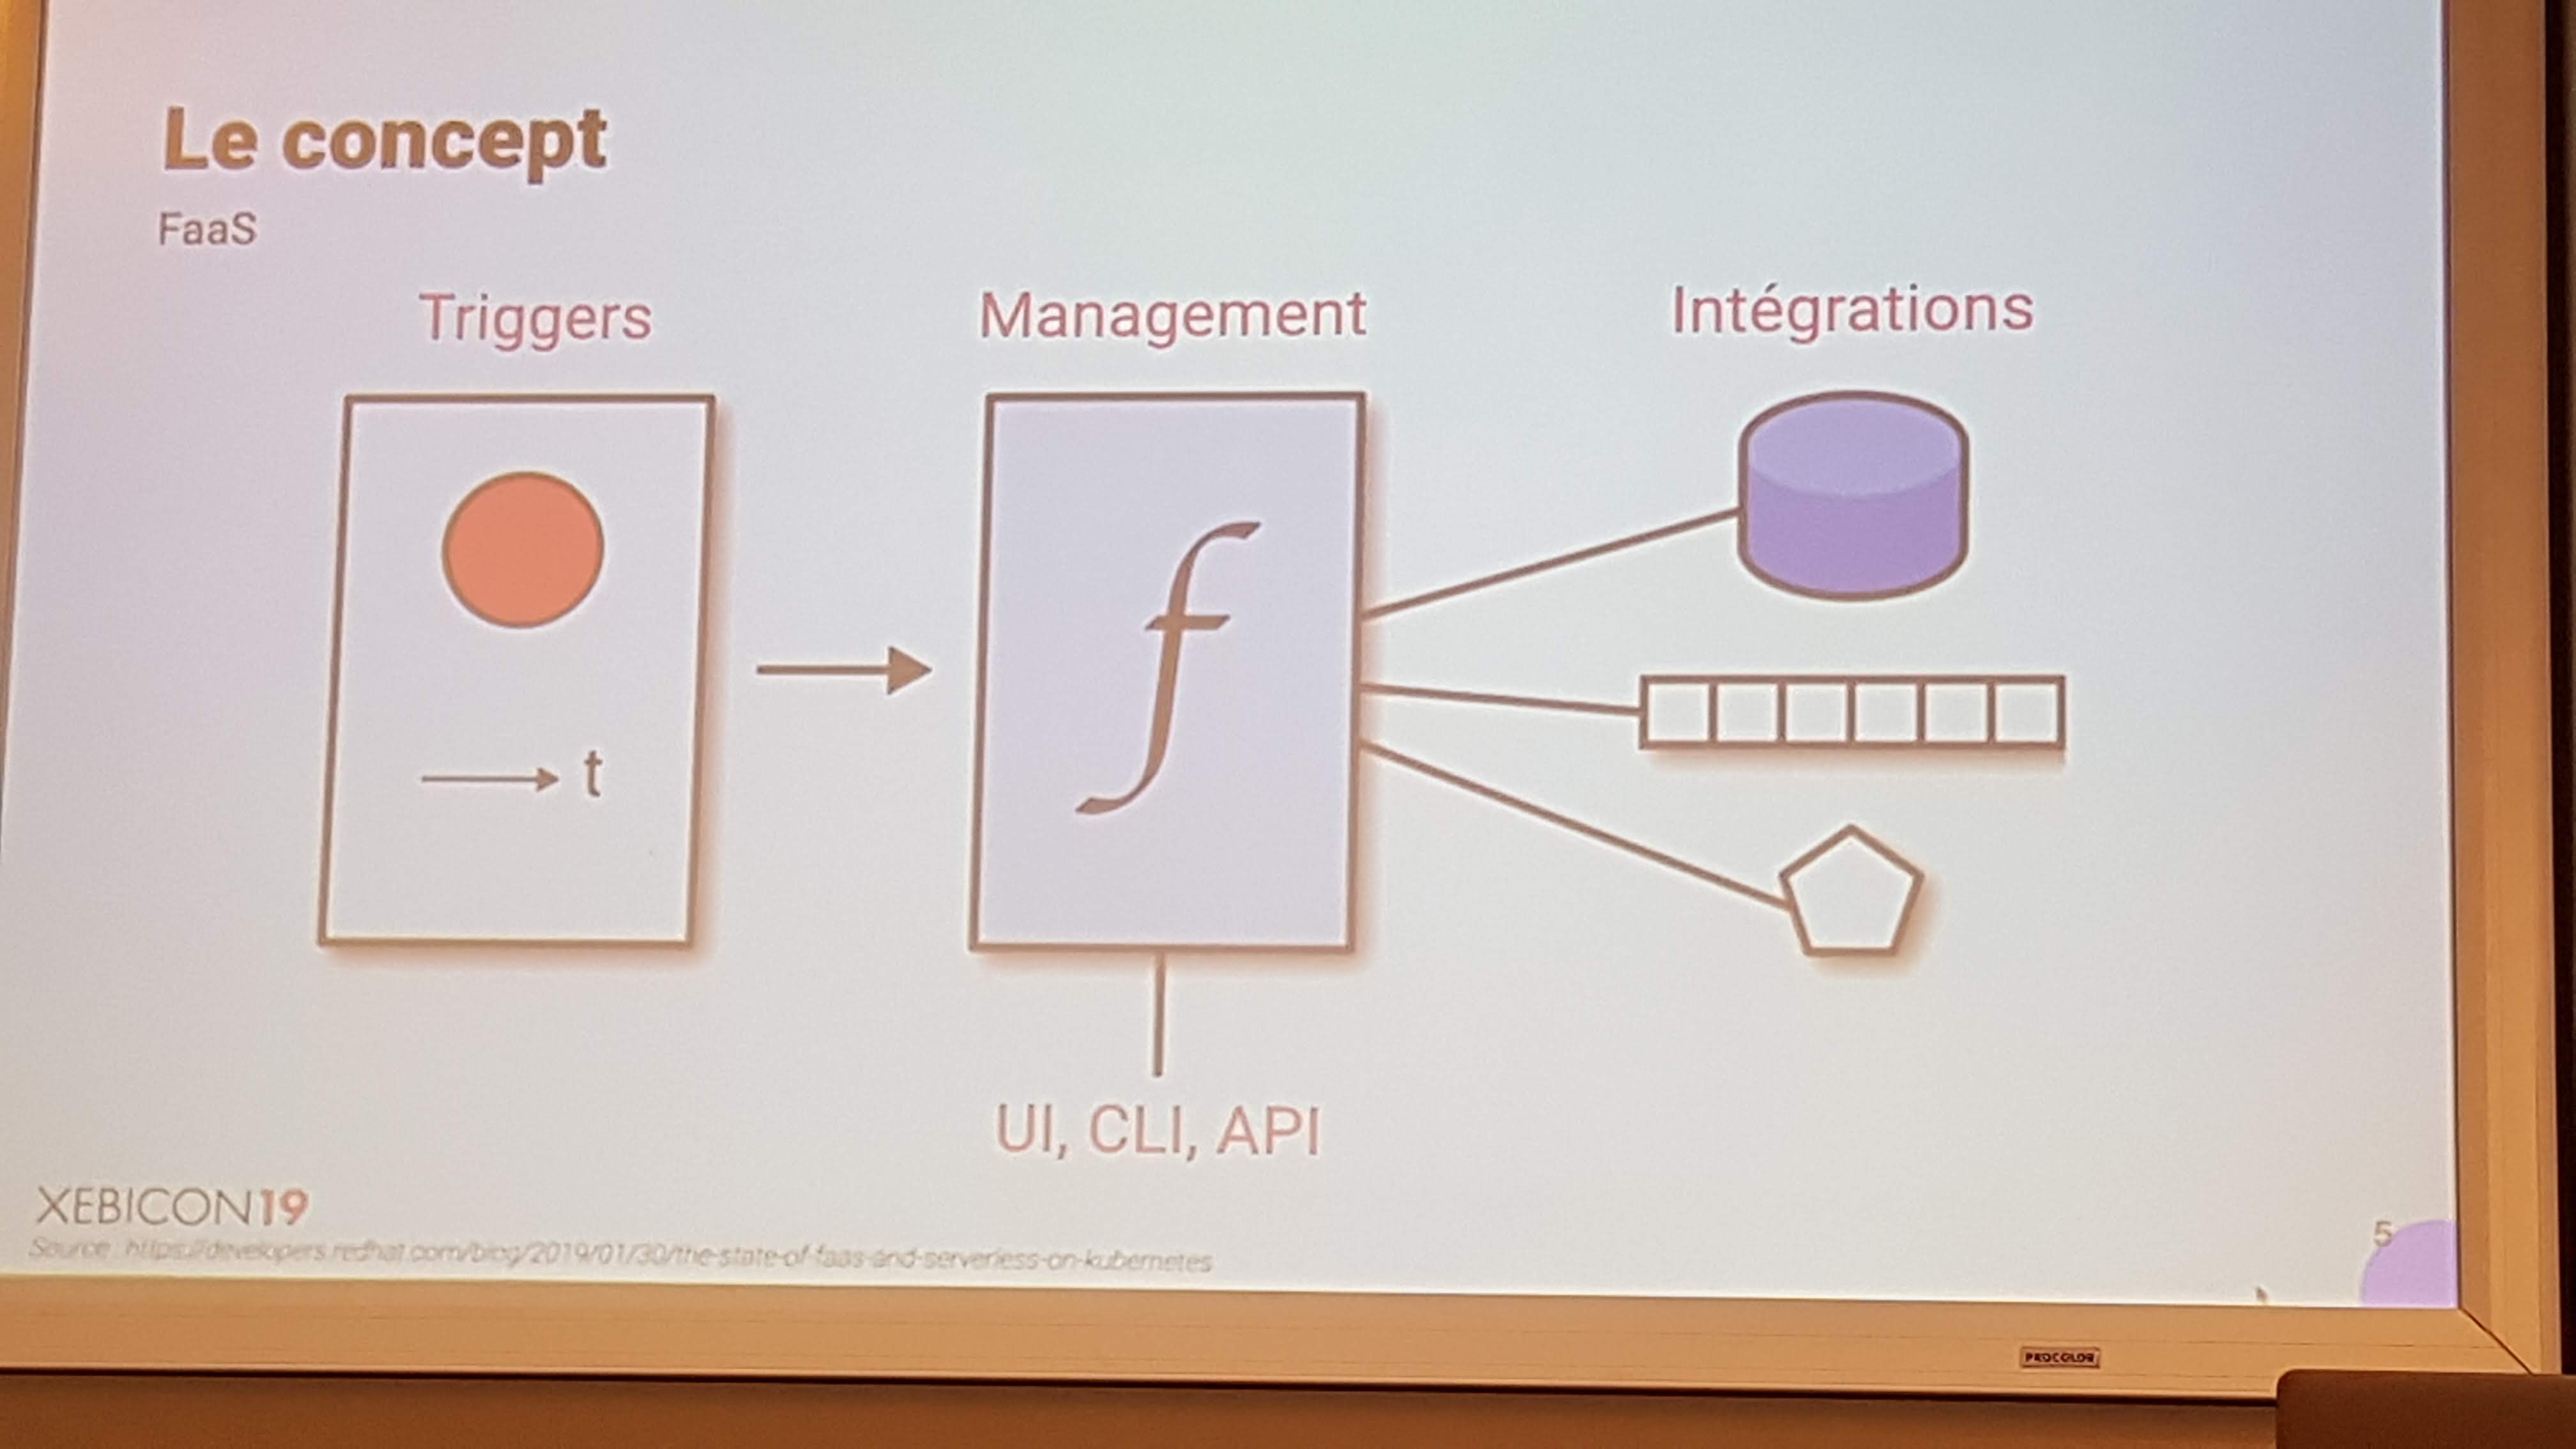 Le concept
FaaS
Triggers
Management
Intégrations
f
t
UI, CLI, API
XEBICON19
Source : https://developers.redhat.com/blog/2019/01/30/the-state-of-faas-and-serverless-on-kubernetes
5
PROCOLOR